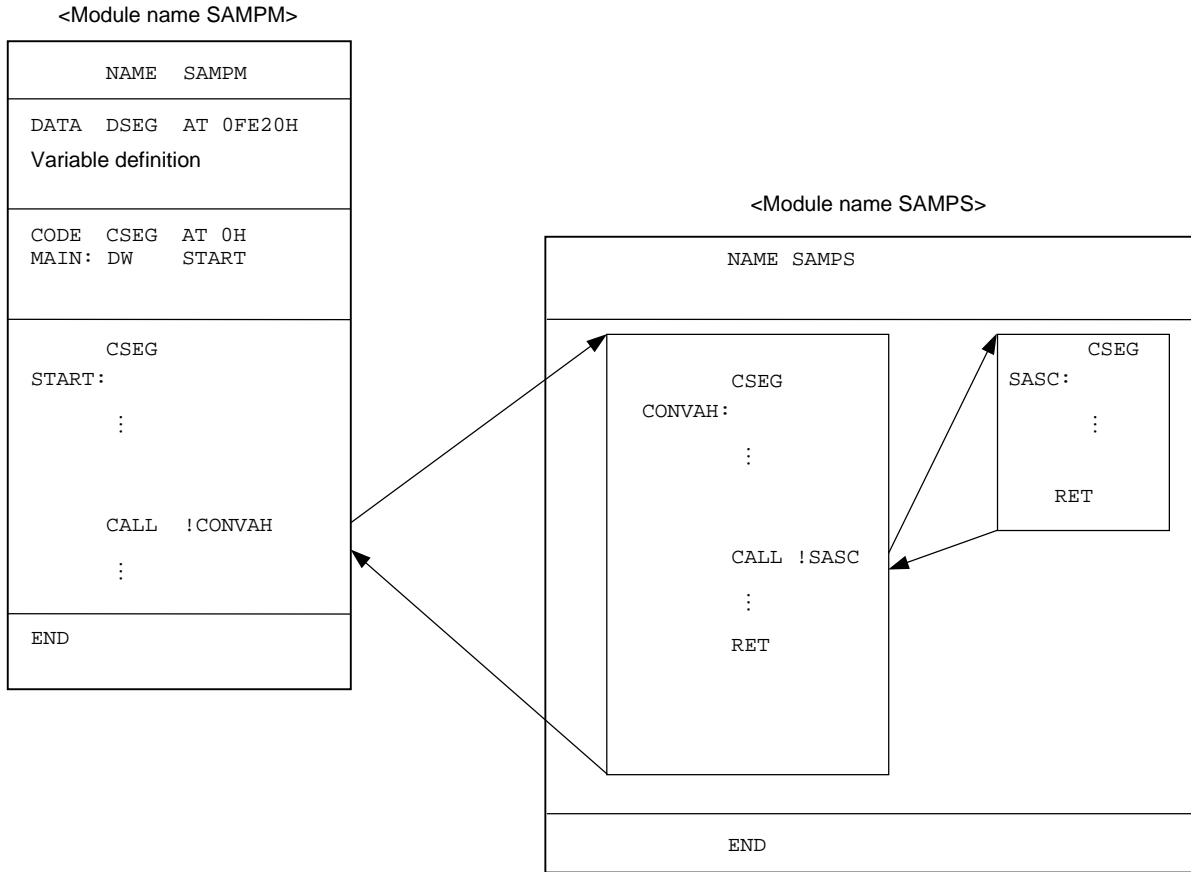 <Module name SAMPM>
NAME SAMPM
DATA DSEG AT 0FE20H
Variable definition
CODE CSEG AT 0H
MAIN: DW START
CSEG
START:
⋮
CALL !CONVAH
⋮
END
<Module name SAMPS>
NAME SAMPS
CSEG
CONVAH:
⋮
CALL !SASC
⋮
RET
CSEG
SASC:
⋮
RET
END